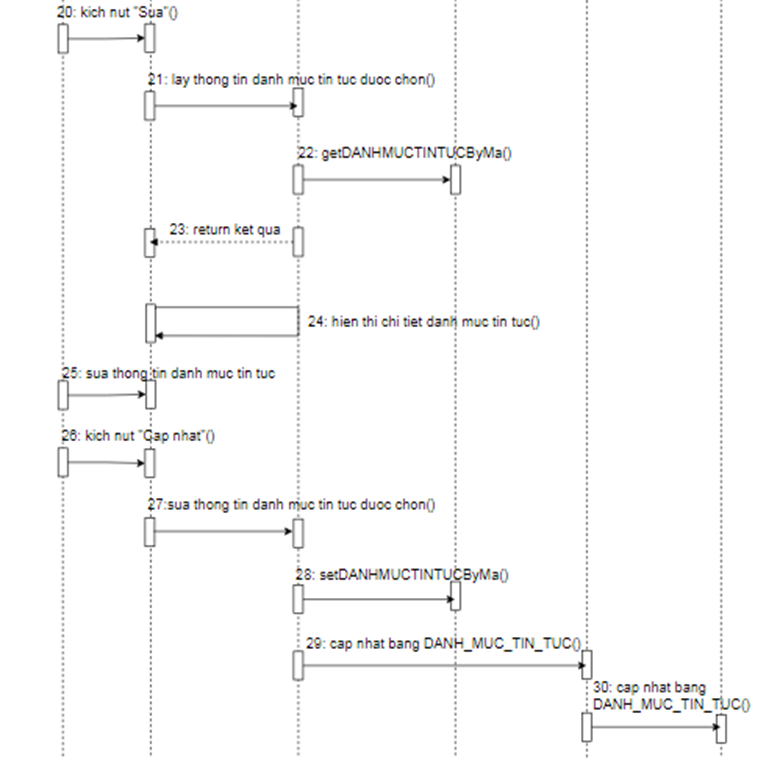 20: kich nut "Sua"()
21: lay thong tin danh muc tin tuc duoc chon()
22: getDANHMUCTINTUCByMa()
23: return ket qua
24: hien thi chi tiet danh muc tin tuc()
25: sua thong tin danh muc tin tuc
26: kich nut "Cap nhat"()
27:sua thong tin danh muc tin tuc duoc chon()
28: setDANHMUCTINTUCByMa()
29: cap nhat bang DANH_MUC_TIN_TUC()
30: cap nhat bang
DANH_MUC_TIN_TUC()